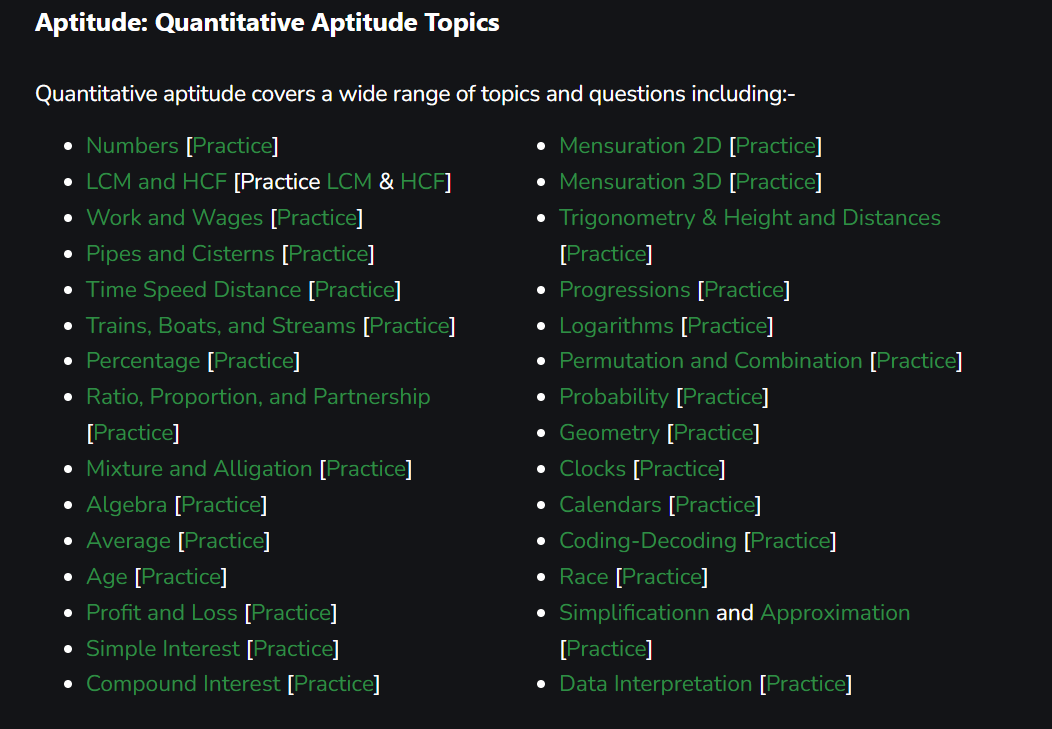 Aptitude: Quantitative Aptitude Topics
Quantitative aptitude covers a wide range of topics and questions including:-
Numbers [Practice]
LCM and HCF [Practice LCM & HCF]
Work and Wages [Practice]
Pipes and Cisterns [Practice]
Time Speed Distance [Practice]
Trains, Boats, and Streams [Practice]
Percentage [Practice]
Ratio, Proportion, and Partnership
[Practice]
Mixture and Alligation [Practice]
Algebra [Practice]
Average [Practice]
Age [Practice]
Profit and Loss [Practice]
Simple Interest [Practice]
Compound Interest [Practice]
Mensuration 2D [Practice]
Mensuration 3D [Practice]
Trigonometry & Height and Distances
[Practice]
Progressions [Practice]
Logarithms [Practice]
Permutation and Combination [Practice]
Probability [Practice]
Geometry [Practice]
Clocks [Practice]
Calendars [Practice]
Coding-Decoding [Practice]
Race [Practice]
Simplificationn and Approximation
[Practice]
Data Interpretation [Practice]